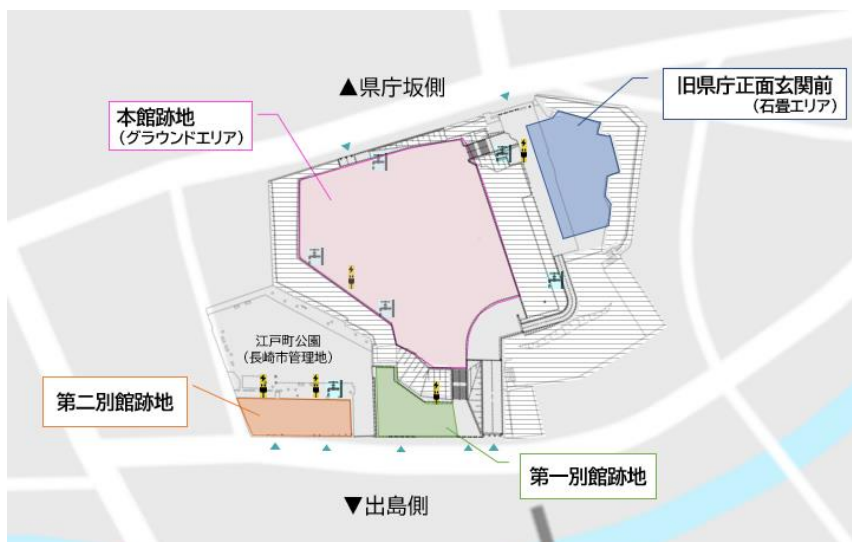 ▲県庁坂側
旧県庁正面玄関前
（石畳エリア）
本館跡地
（グラウンドエリア）
江戸町公園
（長崎市管理地）
第二別館跡地
第一別館跡地
▼出島側